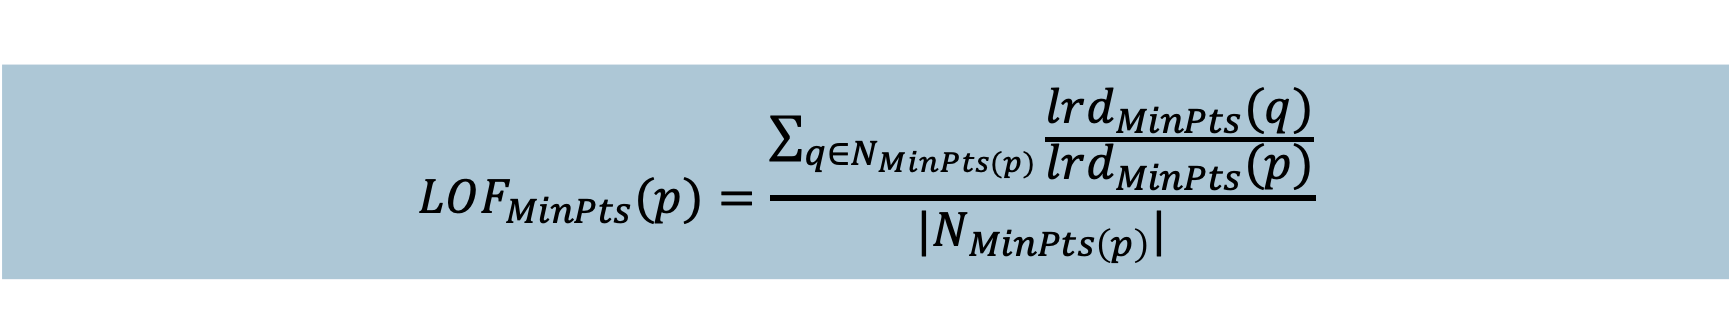 LOF_MinPts(p) = (∑_{q∈N_MinPts(p)} lrd_MinPts(q) / lrd_MinPts(p)) / |N_MinPts(p)|